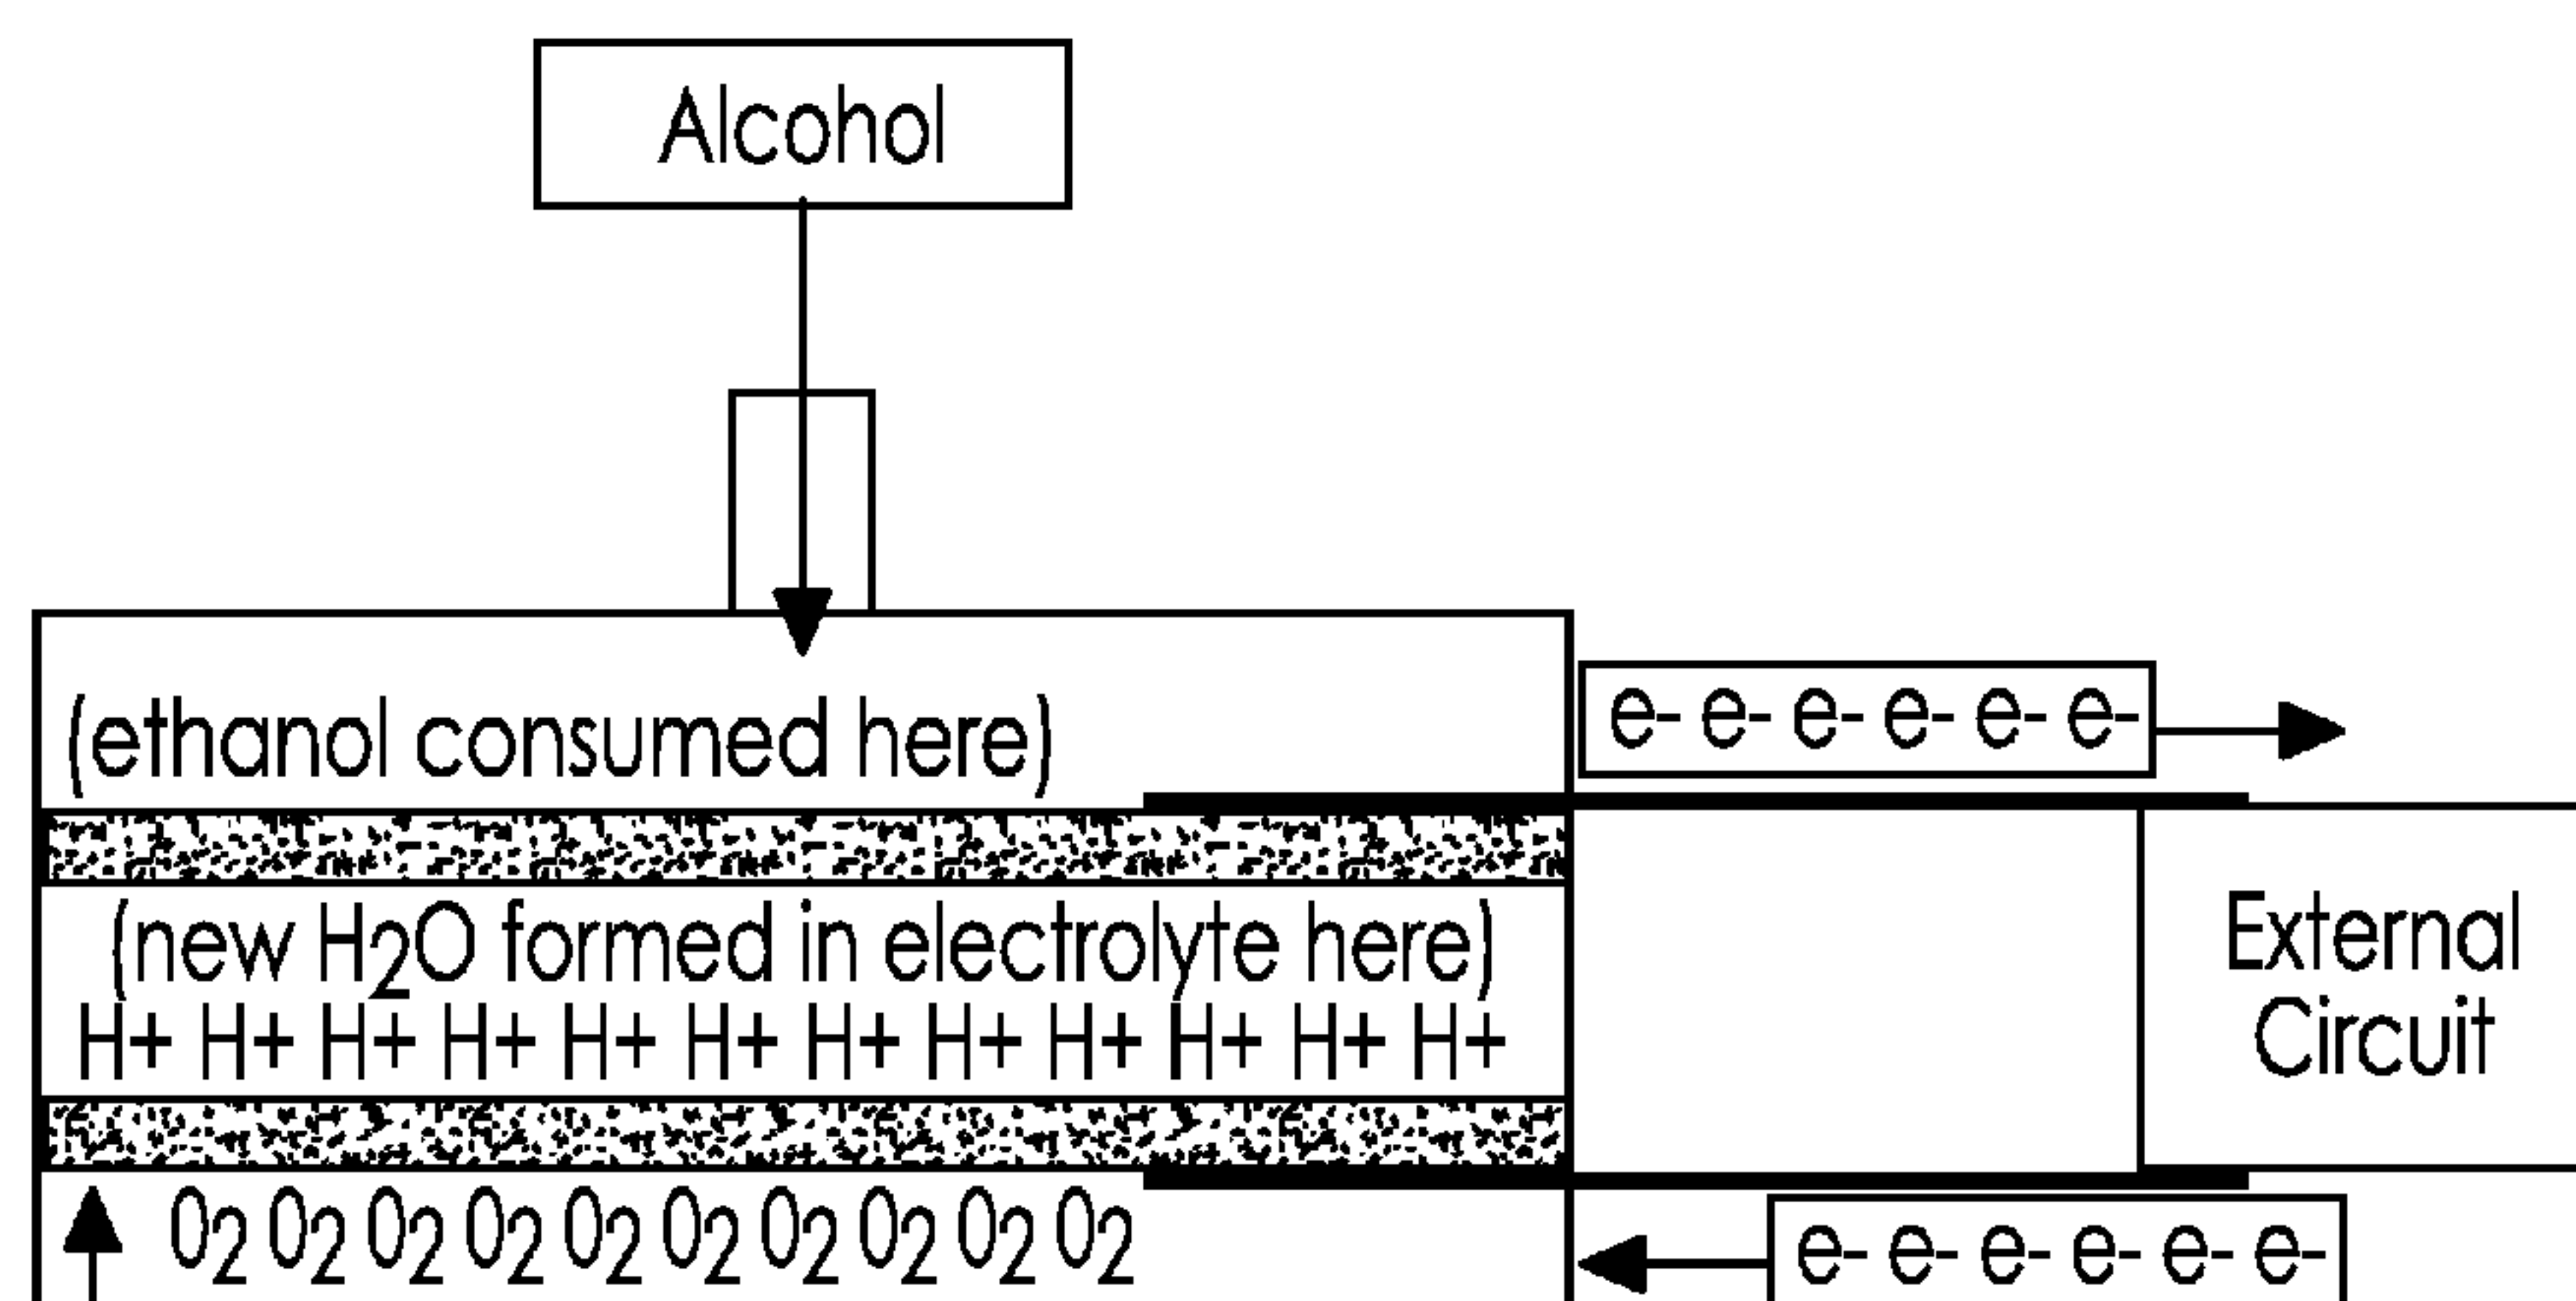 Alcohol
(ethanol consumed here)
e- e- e- e- e- e-
(new H2O formed in electrolyte here)
H+ H+ H+ H+ H+ H+ H+ H+ H+ H+ H+ H+
External
Circuit
O2 O2 O2 O2 O2 O2 O2 O2 O2 O2
e- e- e- e- e- e-